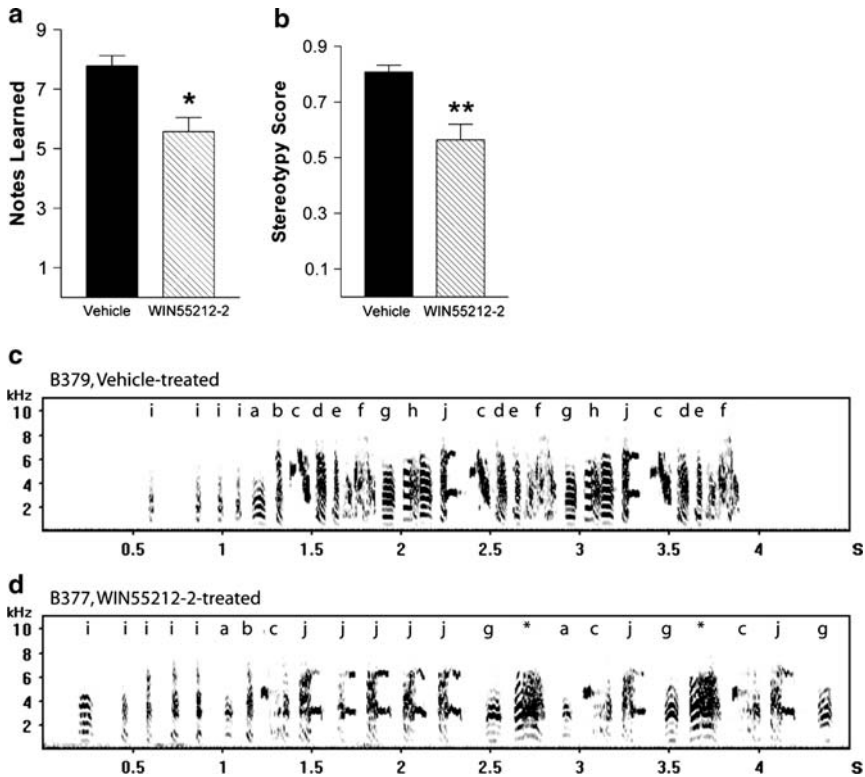 a
9
7
5
3
1
Notes Learned
*
Vehicle WIN55212-2
b
0.9
0.7
0.5
0.3
0.1
Stereotypy Score
**
Vehicle WIN55212-2
c
B379, Vehicle-treated
kHz
10
8
6
4
2
i i i i a b c d e f g h j c d e f g h j c d e f
0.5 1 1.5 2 2.5 3 3.5 4 S
d
B377, WIN55212-2-treated
kHz
10
8
6
4
2
i i i i i a b c j j j j j g * a c j g * c j g
0.5 1 1.5 2 2.5 3 3.5 4 S